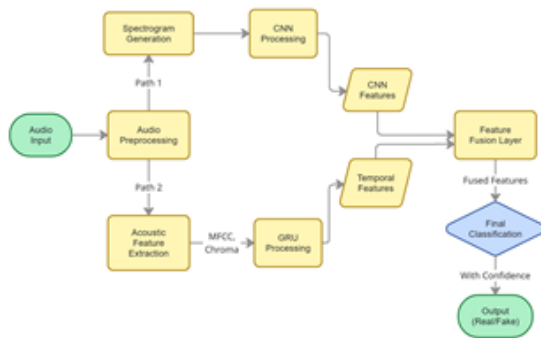 Spectrogram
Generation
CNN
Processing
Path 1
CNN
Features
Audio
Input
Audio
Preprocessing
Feature
Fusion Layer
Path 2
Temporal
Features
Fused Features
Acoustic
Feature
Extraction
MFCC,
Chroma
GRU
Processing
Final
Classification
With Confidence
Output
(Real/Fake)